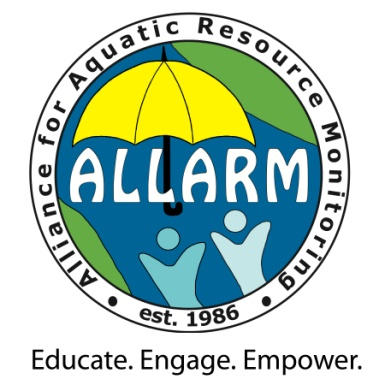 Alliance for Aquatic Resource Monitoring
ALLARM
est. 1986
Educate. Engage. Empower.